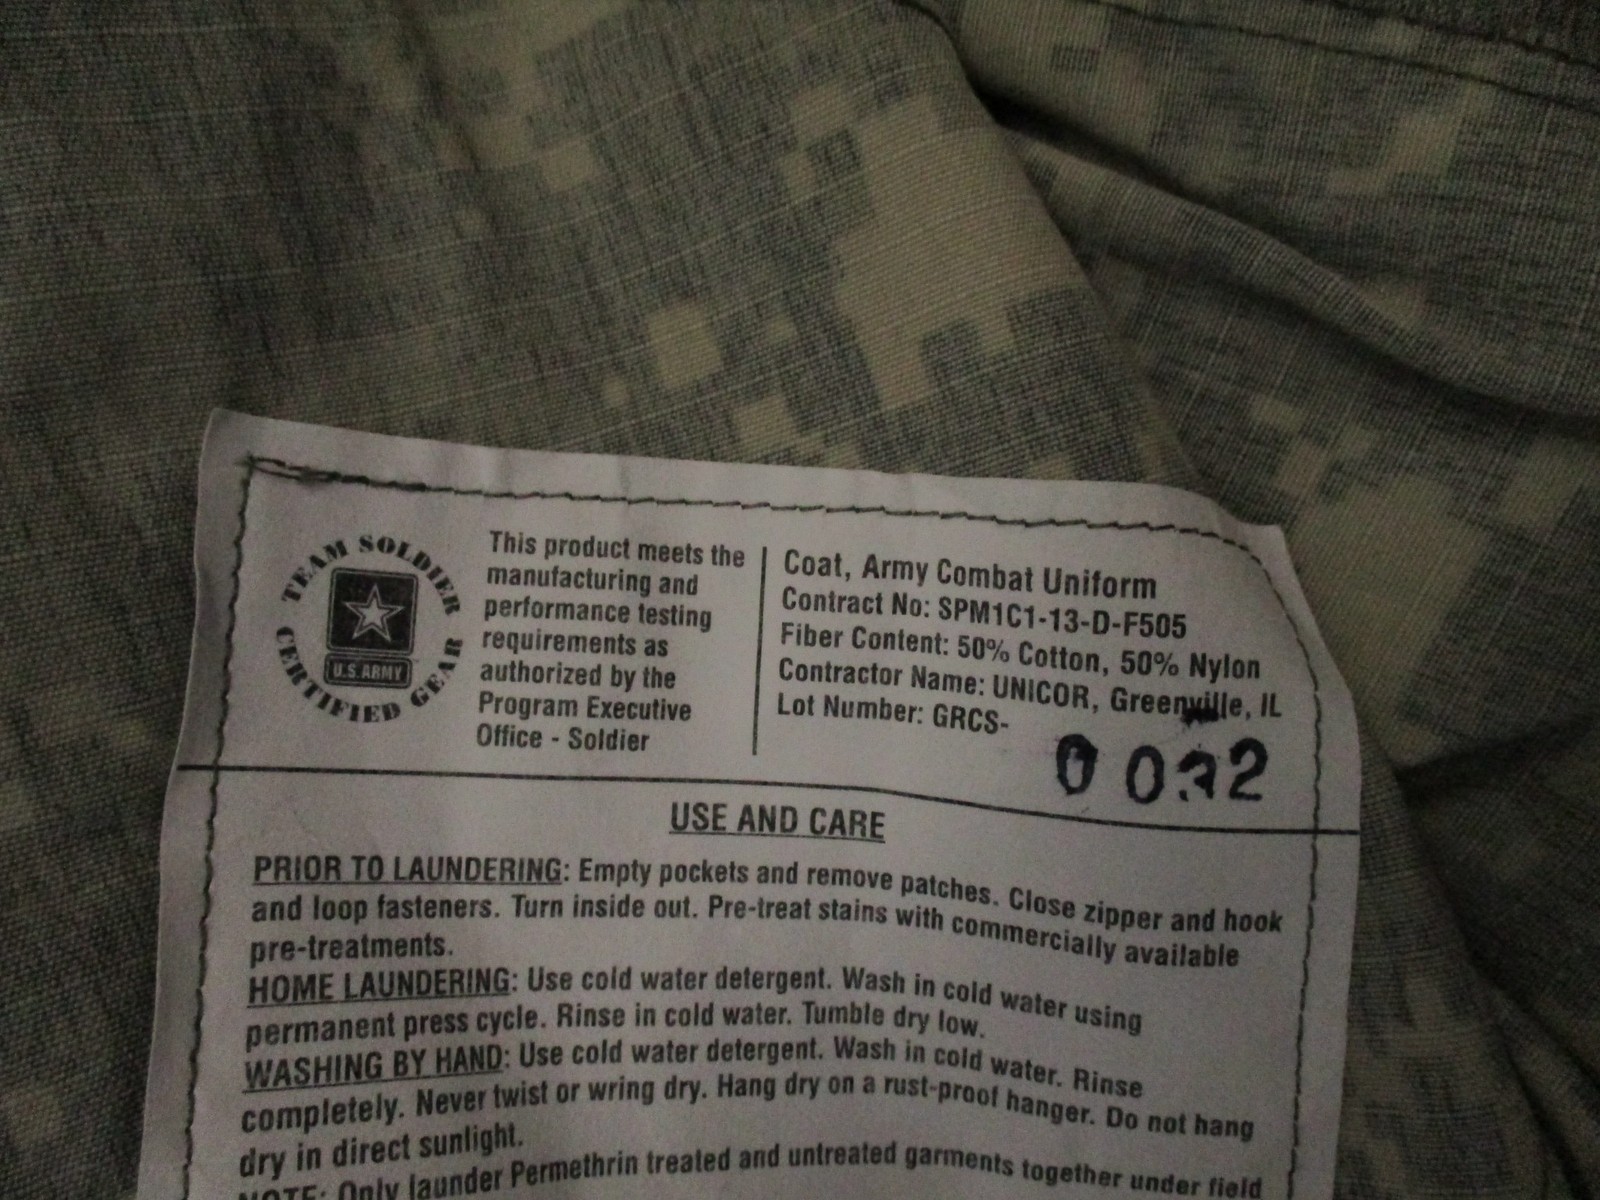 TEAM SOLDIER
CERTIFIED GEAR
U.S. ARMY
This product meets the
manufacturing and
performance testing
requirements as
authorized by the
Program Executive
Office - Soldier
Coat, Army Combat Uniform
Contract No: SPM1C1-13-D-F505
Fiber Content: 50% Cotton, 50% Nylon
Contractor Name: UNICOR, Greenville, IL
Lot Number: GRCS-
USE AND CARE
PRIOR TO LAUNDERING: Empty pockets and remove patches. Close zipper and hook
and loop fasteners. Turn inside out. Pre-treat stains with commercially available
pre-treatments.
HOME LAUNDERING: Use cold water detergent. Wash in cold water using
permanent press cycle. Rinse in cold water. Tumble dry low.
WASHING BY HAND: Use cold water detergent. Wash in cold water. Rinse
completely. Never twist or wring dry. Hang dry on a rust-proof hanger. Do not hang
dry in direct sunlight.
NOTE: Only launder Permethrin treated and untreated garments together under field